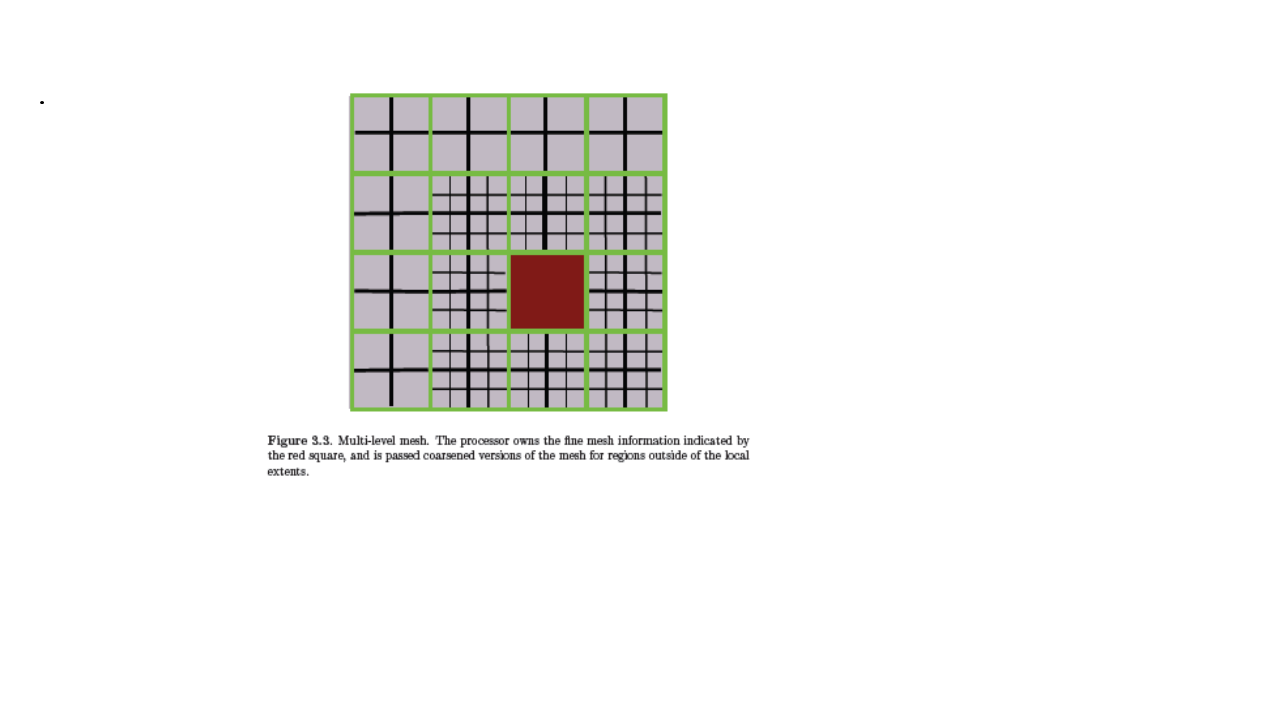 Figure 3.3. Multi-level mesh. The processor owns the fine mesh information indicated by
the red square, and is passed coarsened versions of the mesh for regions outside of the local
extents.